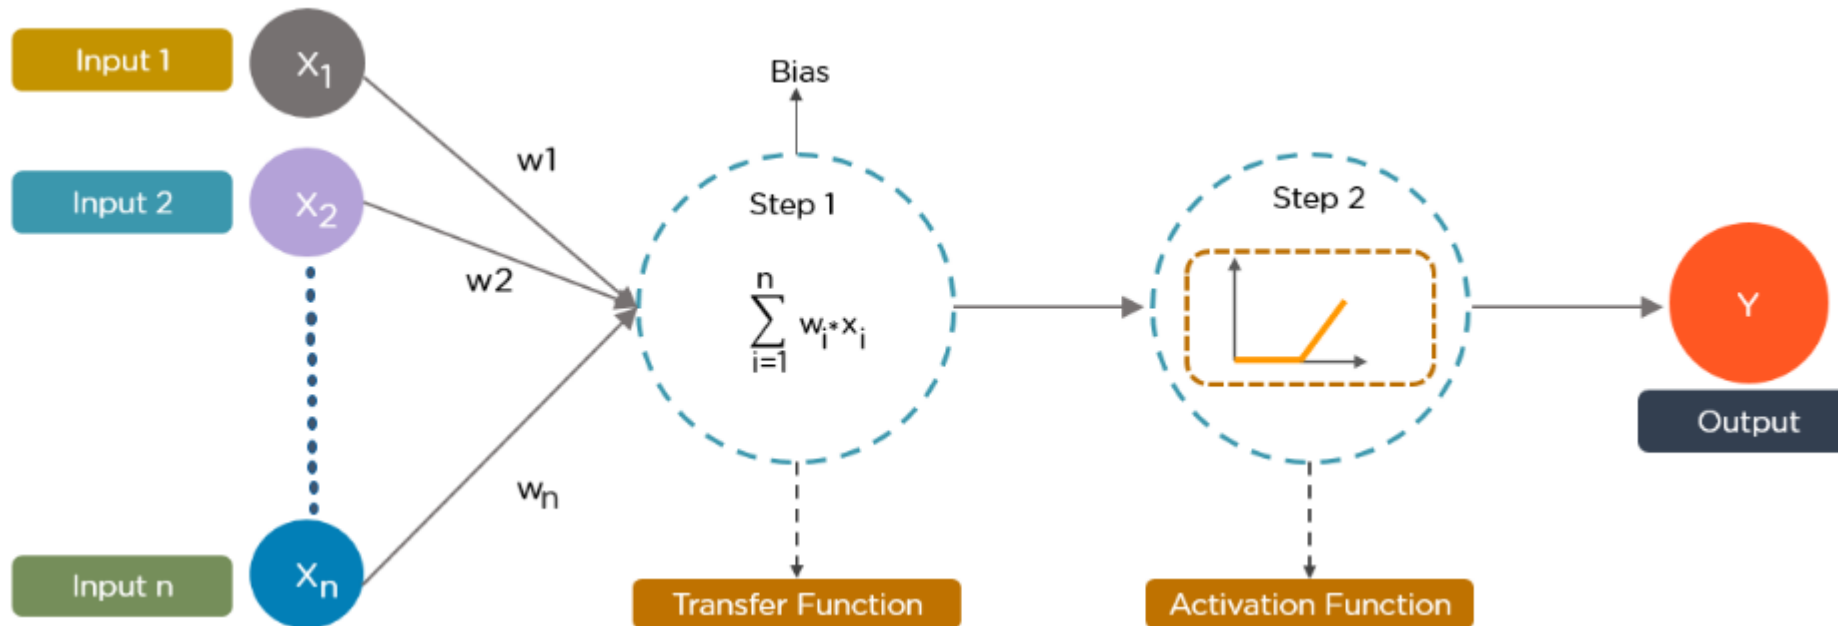 Input 1
X1
Bias
w1
Input 2
X2
Step 1
Step 2
w2
n
∑ wi*xi
i=1
Y
Output
wn
Input n
Xn
Transfer Function
Activation Function